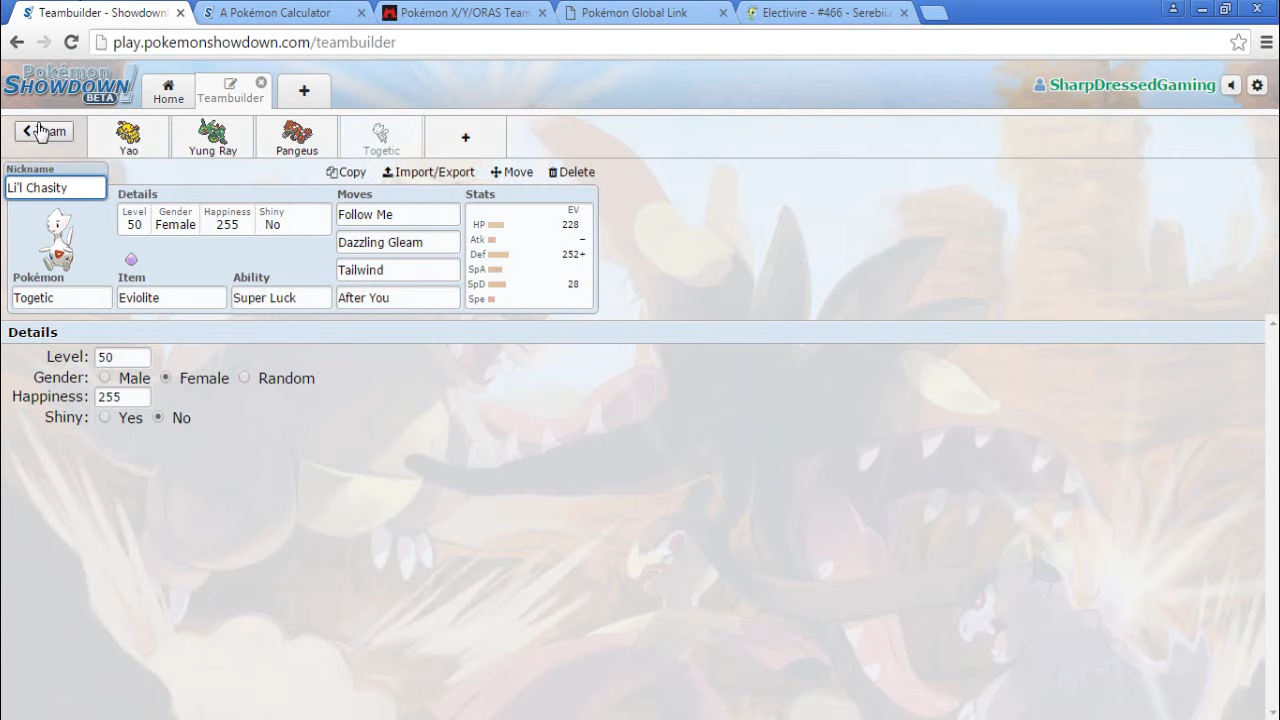 Teambuilder - Showdown!
A Pokémon Calculator
Pokémon X/Y/ORAS Team
Pokémon Global Link
Electivire - #466 - Serebii.
play.pokemonshowdown.com/teambuilder
Pokémon
SHOWDOWN
BETA
Home
Teambuilder
+
SharpDressedGaming
Yao
Yung Ray
Pangeus
Togetic
+
Copy Import/Export Move Delete
Nickname
Li'l Chasity
Details
Level Gender Happiness Shiny
50 Female 255 No
Moves
Follow Me
Dazzling Gleam
Tailwind
After You
Stats
EV
HP 228
Atk –
Def 252+
SpA
SpD 28
Spe
Pokémon
Togetic
Item
Eviolite
Ability
Super Luck
Details
Level: 50
Gender: Male Female Random
Happiness: 255
Shiny: Yes No